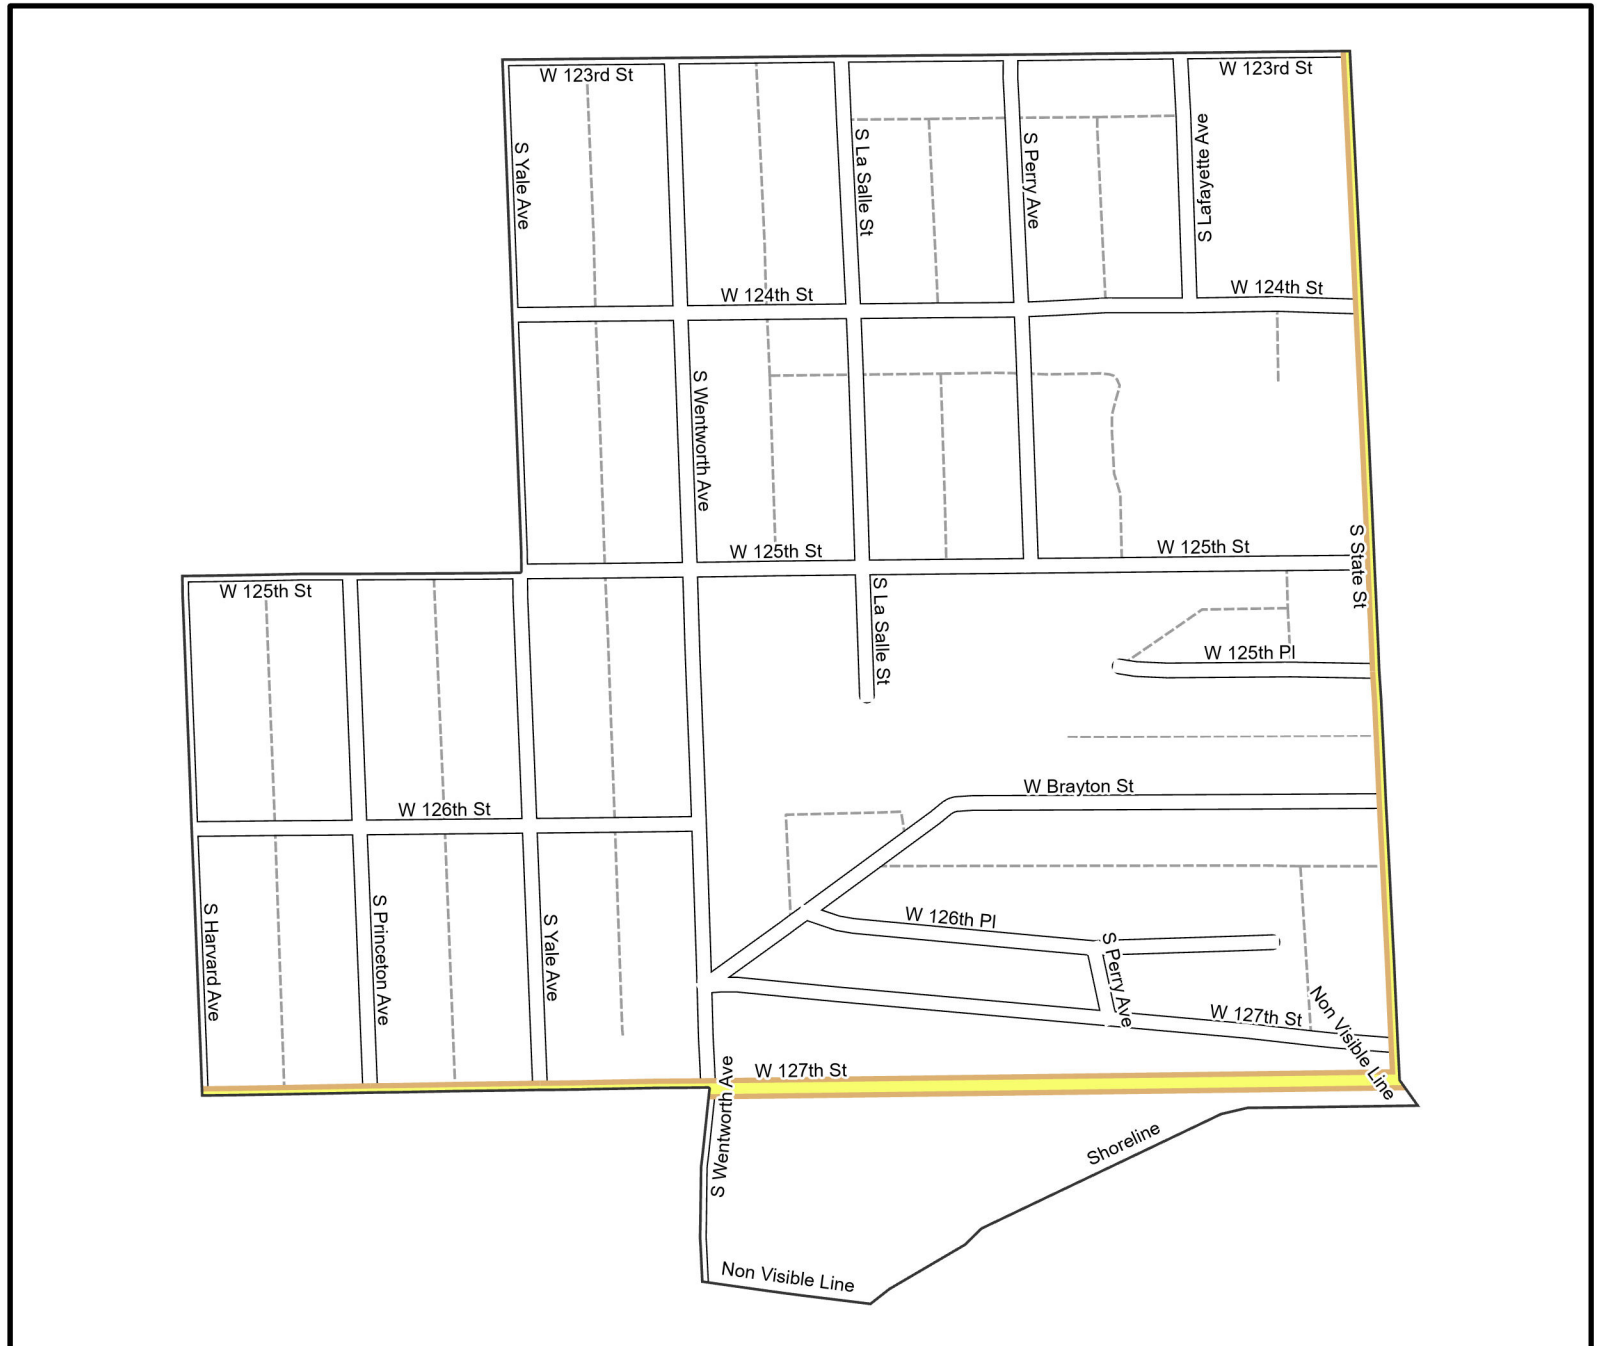 W 123rd St
W 123rd St
S Yale Ave
S La Salle St
S Perry Ave
S Lafayette Ave
W 124th St
W 124th St
S Wentworth Ave
W 125th St
W 125th St
S State St
W 125th St
S La Salle St
W 125th Pl
W Brayton St
W 126th St
S Harvard Ave
S Princeton Ave
S Yale Ave
W 126th Pl
S Perry Ave
W 127th St
Non Visible Line
W 127th St
S Wentworth Ave
Shoreline
Non Visible Line